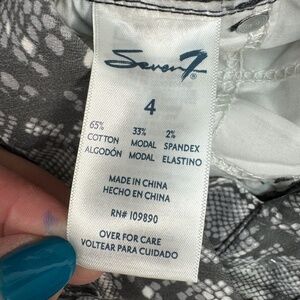 Seven7
®
4
65% 33% 2%
COTTON MODAL SPANDEX
ALGODÓN MODAL ELASTINO
MADE IN CHINA
HECHO EN CHINA
RN# 109890
OVER FOR CARE
VOLTEAR PARA CUIDADO